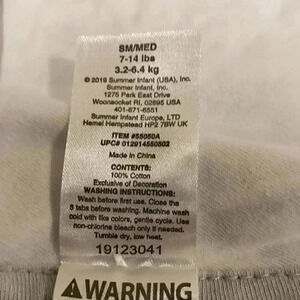 SM/MED
7-14 lbs
3.2-6.4 kg
© 2019 Summer Infant (USA), Inc.
Summer Infant, Inc.
1275 Park East Drive
Woonsocket RI, 02895 USA
401-671-6551
Summer Infant Europe, LTD
Hemel Hempstead HP2 7BW UK
ITEM #55050A
UPC# 012914550502
Made in China
CONTENTS:
100% Cotton
Exclusive of Decoration
WASHING INSTRUCTIONS:
Wash before first use. Close the
5 tabs before washing. Machine wash
cold with like colors, gentle cycle. Use
non-chlorine bleach only if needed.
Tumble dry, low heat.
19123041
WARNING